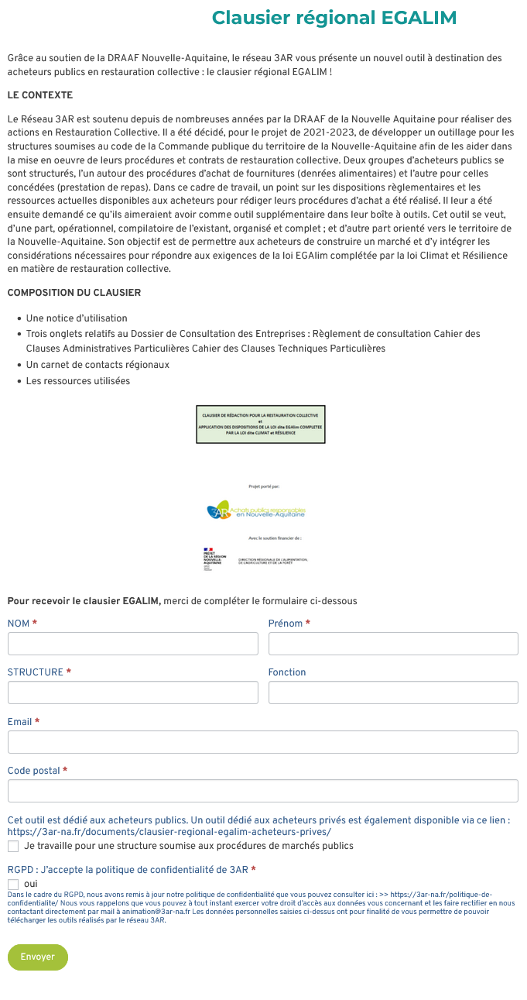 Clausier régional EGALIM
Grâce au soutien de la DRAAF Nouvelle-Aquitaine, le réseau 3AR vous présente un nouvel outil à destination des
acheteurs publics en restauration collective : le clausier régional EGALIM !
LE CONTEXTE
Le Réseau 3AR est soutenu depuis de nombreuses années par la DRAAF de la Nouvelle Aquitaine pour réaliser des
actions en Restauration Collective. Il a été décidé, pour le projet de 2021-2023, de développer un outillage pour les
structures soumises au code de la Commande publique du territoire de la Nouvelle-Aquitaine afin de les aider dans
la mise en oeuvre de leurs procédures et contrats de restauration collective. Deux groupes d'acheteurs publics se
sont structurés, l'un autour des procédures d'achat de fournitures (denrées alimentaires) et l'autre pour celles
concédées (prestation de repas). Dans ce cadre de travail, un point sur les dispositions règlementaires et les
ressources actuelles disponibles aux acheteurs pour rédiger leurs procédures d'achat a été réalisé. Il leur a été
ensuite demandé ce qu'ils aimeraient avoir comme outil supplémentaire dans leur boîte à outils. Cet outil se veut,
d'une part, opérationnel, compilatoire de l'existant, organisé et complet ; et d'autre part orienté vers le territoire de
la Nouvelle-Aquitaine. Son objectif est de permettre aux acheteurs de construire un marché et d'y intégrer les
considérations nécessaires pour répondre aux exigences de la loi EGAlim complétée par la loi Climat et Résilience
en matière de restauration collective.
COMPOSITION DU CLAUSIER
• Une notice d'utilisation
• Trois onglets relatifs au Dossier de Consultation des Entreprises : Règlement de consultation Cahier des
Clauses Administratives Particulières Cahier des Clauses Techniques Particulières
• Un carnet de contacts régionaux
• Les ressources utilisées
CLAUSIER DE RÉDACTION POUR LA RESTAURATION COLLECTIVE
et
APPLICATION DES DISPOSITIONS DE LA LOI dite EGAlim COMPLETEE
PAR LA LOI dite CLIMAT et RÉSILIENCE
Projet porté par:
3AR Achats publics responsables
en Nouvelle-Aquitaine
Avec le soutien financier de :
PRÉFET
DE LA RÉGION
NOUVELLE-
AQUITAINE
DIRECTION RÉGIONALE DE L'ALIMENTATION,
DE L'AGRICULTURE ET DE LA FORÊT
Pour recevoir le clausier EGALIM, merci de compléter le formulaire ci-dessous
NOM *
Prénom *
STRUCTURE *
Fonction
Email *
Code postal *
Cet outil est dédié aux acheteurs publics. Un outil dédié aux acheteurs privés est également disponible via ce lien :
https://3ar-na.fr/documents/clausier-regional-egalim-acheteurs-prives/
Je travaille pour une structure soumise aux procédures de marchés publics
RGPD : J'accepte la politique de confidentialité de 3AR *
oui
Dans le cadre du RGPD, nous avons remis à jour notre politique de confidentialité que vous pouvez consulter ici : >> https://3ar-na.fr/politique-de-
confidentialite/ Nous vous rappelons que vous pouvez à tout instant exercer votre droit d'accès aux données vous concernant et les faire rectifier en nous
contactant directement par mail à animation@3ar-na.fr Les données personnelles saisies ci-dessus ont pour finalité de vous permettre de pouvoir
télécharger les outils réalisés par le réseau 3AR.
Envoyer